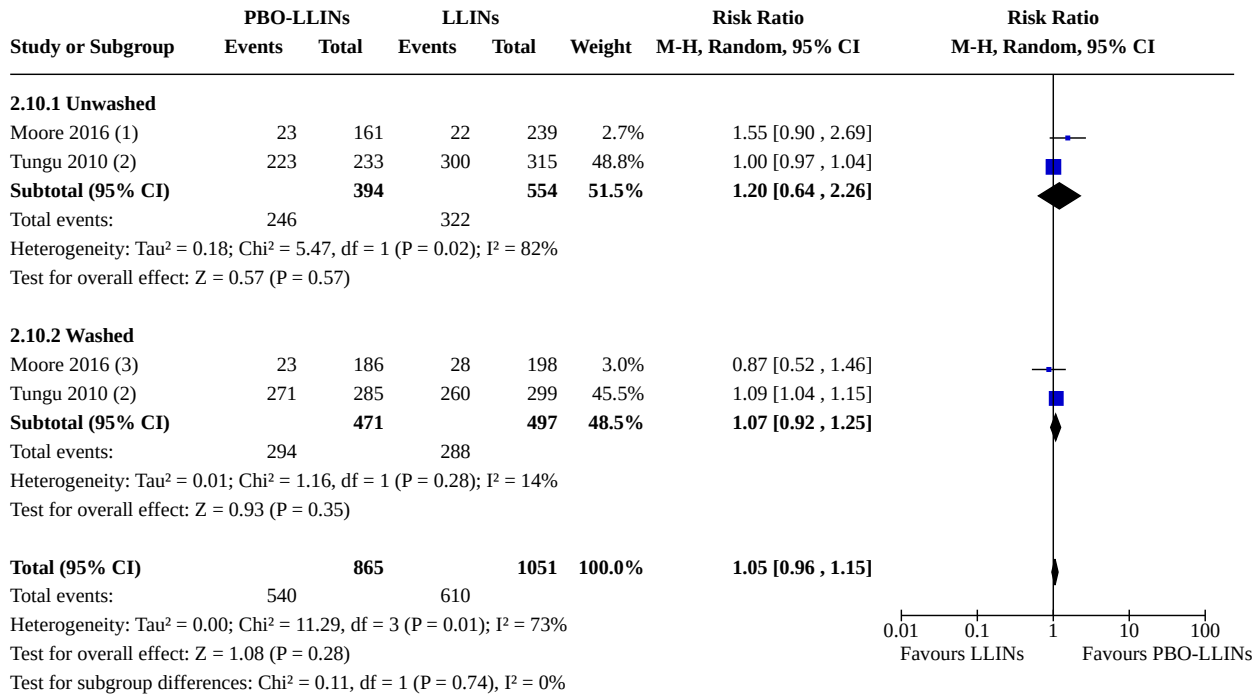 PBO-LLINs LLINs Risk Ratio Risk Ratio
Study or Subgroup Events Total Events Total Weight M-H, Random, 95% CI M-H, Random, 95% CI
2.10.1 Unwashed
Moore 2016 (1) 23 161 22 239 2.7% 1.55 [0.90 , 2.69]
Tungu 2010 (2) 223 233 300 315 48.8% 1.00 [0.97 , 1.04]
Subtotal (95% CI) 394 554 51.5% 1.20 [0.64 , 2.26]
Total events: 246 322
Heterogeneity: Tau² = 0.18; Chi² = 5.47, df = 1 (P = 0.02); I² = 82%
Test for overall effect: Z = 0.57 (P = 0.57)
2.10.2 Washed
Moore 2016 (3) 23 186 28 198 3.0% 0.87 [0.52 , 1.46]
Tungu 2010 (2) 271 285 260 299 45.5% 1.09 [1.04 , 1.15]
Subtotal (95% CI) 471 497 48.5% 1.07 [0.92 , 1.25]
Total events: 294 288
Heterogeneity: Tau² = 0.01; Chi² = 1.16, df = 1 (P = 0.28); I² = 14%
Test for overall effect: Z = 0.93 (P = 0.35)
Total (95% CI) 865 1051 100.0% 1.05 [0.96 , 1.15]
Total events: 540 610
Heterogeneity: Tau² = 0.00; Chi² = 11.29, df = 3 (P = 0.01); I² = 73%
0.01 0.1 1 10 100
Test for overall effect: Z = 1.08 (P = 0.28) Favours LLINs Favours PBO-LLINs
Test for subgroup differences: Chi² = 0.11, df = 1 (P = 0.74), I² = 0%